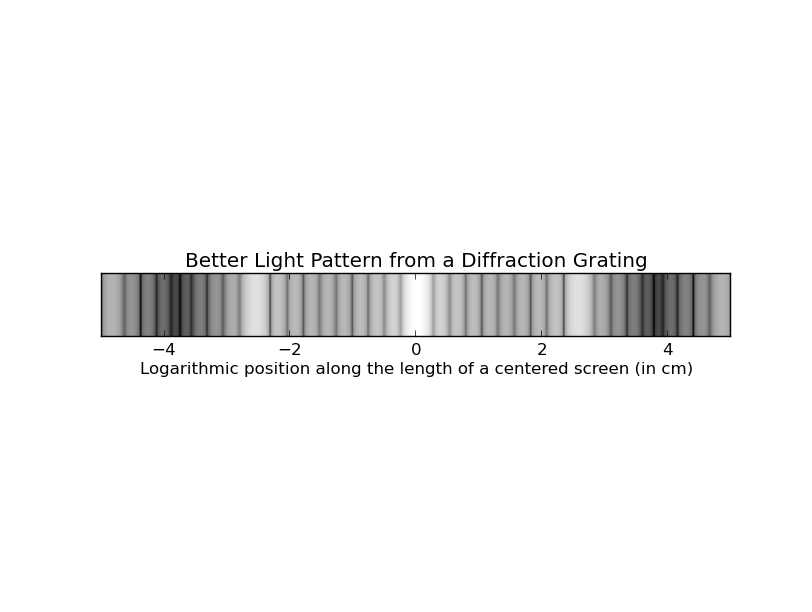 Better Light Pattern from a Diffraction Grating
−4 −2 0 2 4
Logarithmic position along the length of a centered screen (in cm)